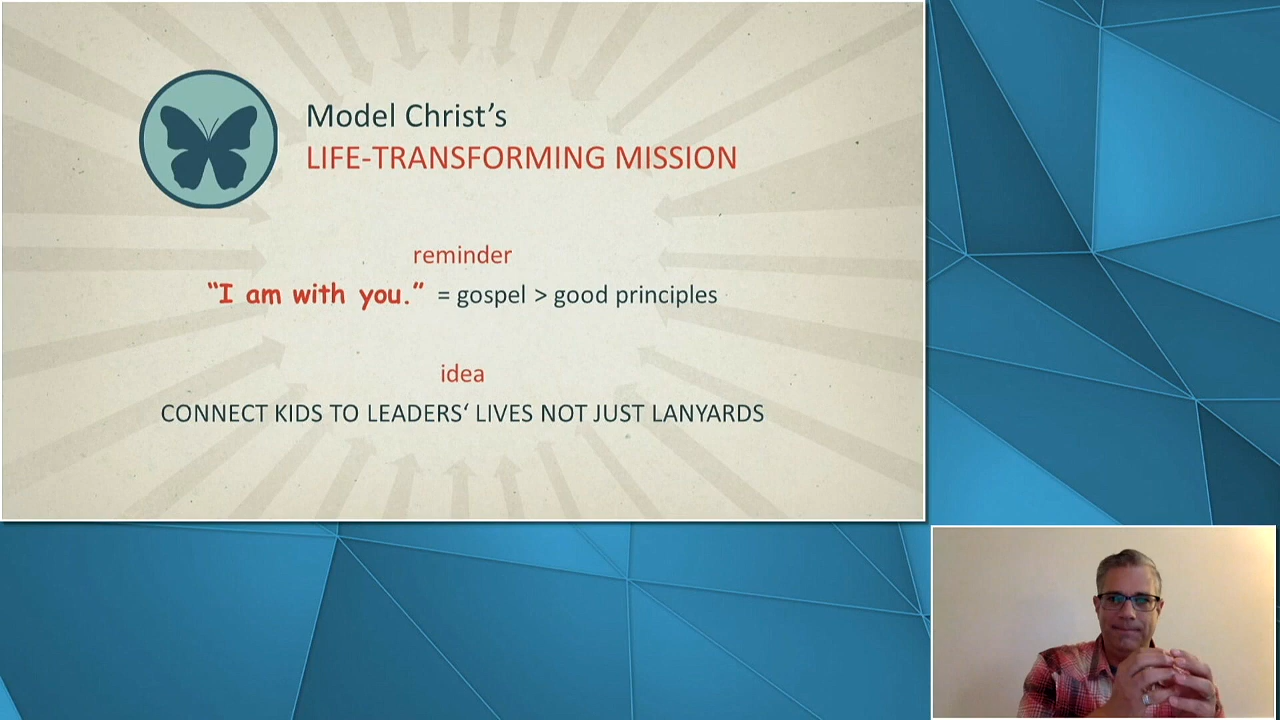 Model Christ’s
LIFE-TRANSFORMING MISSION
reminder
“I am with you.” = gospel > good principles
idea
CONNECT KIDS TO LEADERS‘ LIVES NOT JUST LANYARDS